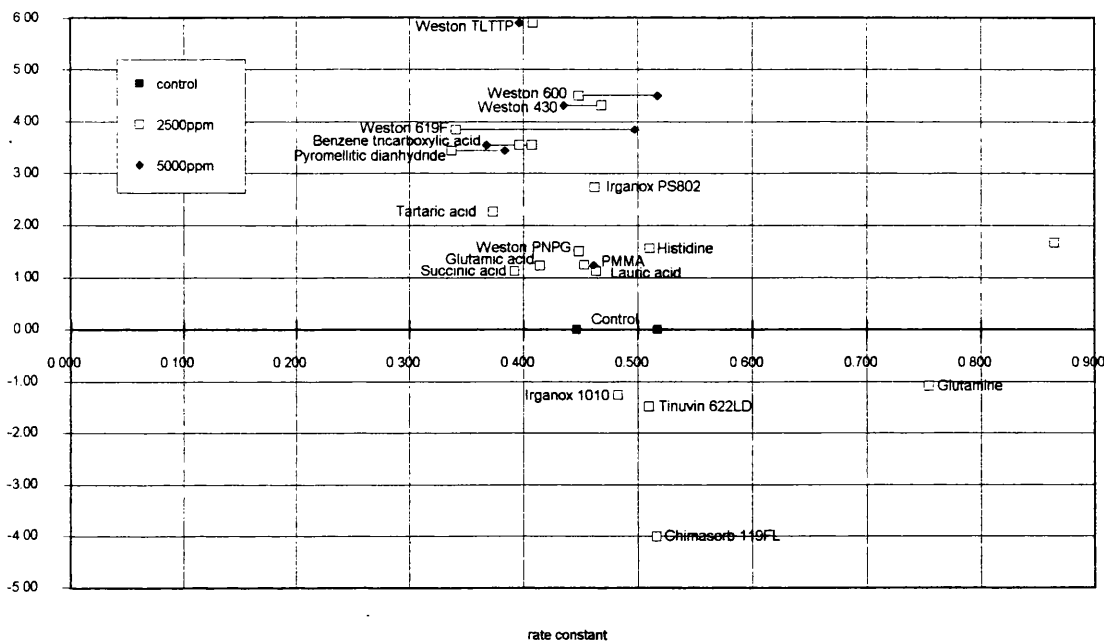 6 00
Weston TLTTP
5 00
control
Weston 600
Weston 430
2500ppm
4 00
Weston 619F
Benzene tricarboxylic acid
Pyromellitic dianhydride
5000ppm
3 00
Irganox PS802
Tartaric acid
2 00
Weston PNPG
Histidine
Glutamic acid
PMMA
Succinic acid
Lauric acid
1 00
Control
0 00
0 000
0 100
0 200
0 300
0 400
0 500
0 600
0 700
0 800
0 900
-1 00
Glutamine
Irganox 1010
Tinuvin 622LD
-2 00
-3 00
-4 00
Chimasorb 119FL
-5 00
rate constant